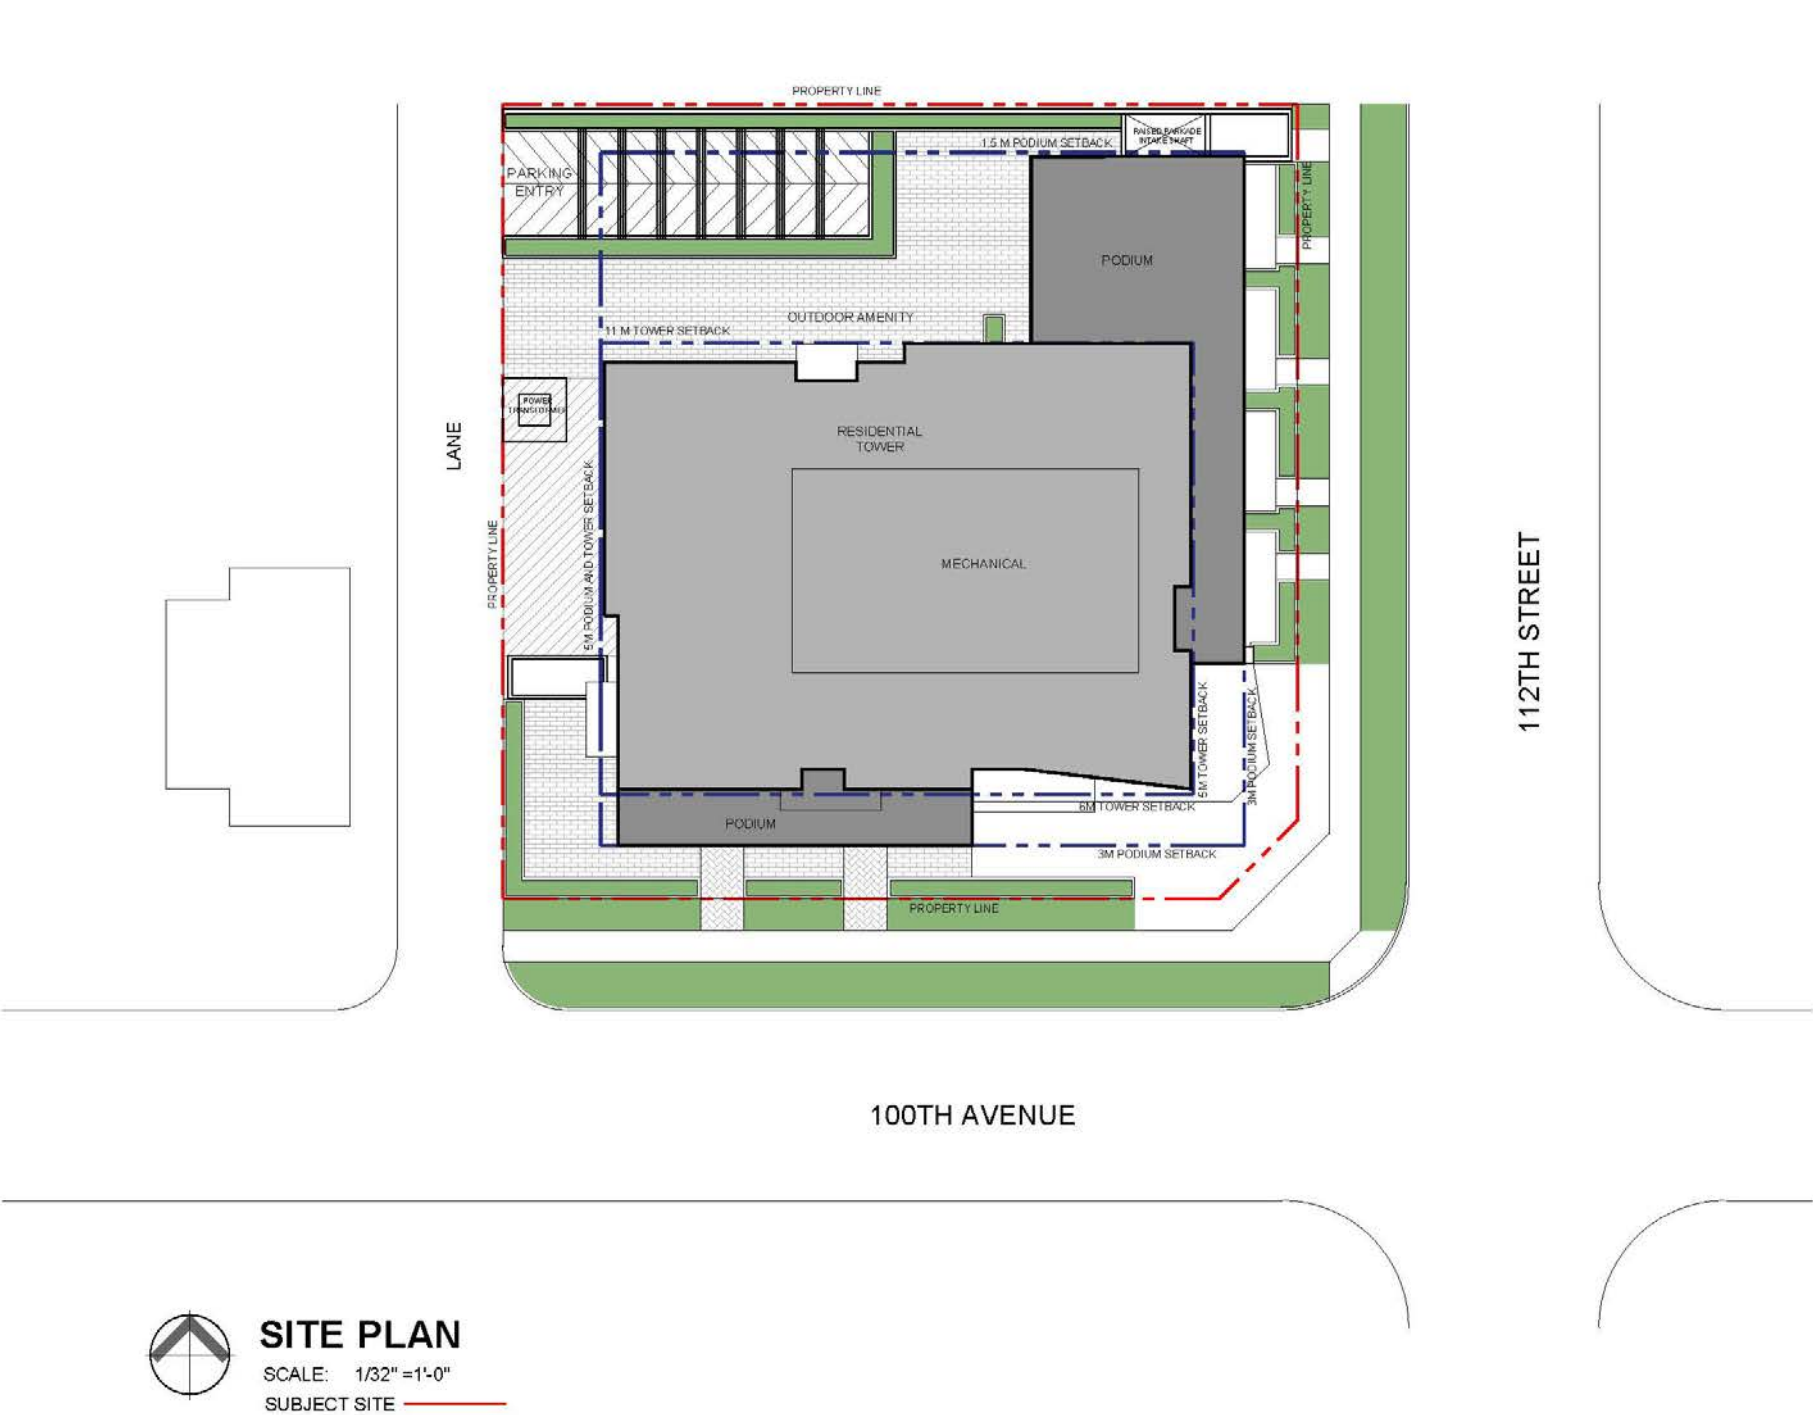 PROPERTY LINE
RAISED PARKADE
INTAKE SHAFT
1.5 M PODIUM SETBACK
PARKING
ENTRY
PROPERTY LINE
PODIUM
OUTDOOR AMENITY
11 M TOWER SETBACK
POWER
TRANSFORMER
RESIDENTIAL
TOWER
LANE
5M PODIUM AND TOWER SETBACK
PROPERTY LINE
MECHANICAL
112TH STREET
5M TOWER SETBACK
3M PODIUM SETBACK
6M TOWER SETBACK
PODIUM
3M PODIUM SETBACK
PROPERTY LINE
100TH AVENUE
SITE PLAN
SCALE: 1/32" =1'-0"
SUBJECT SITE